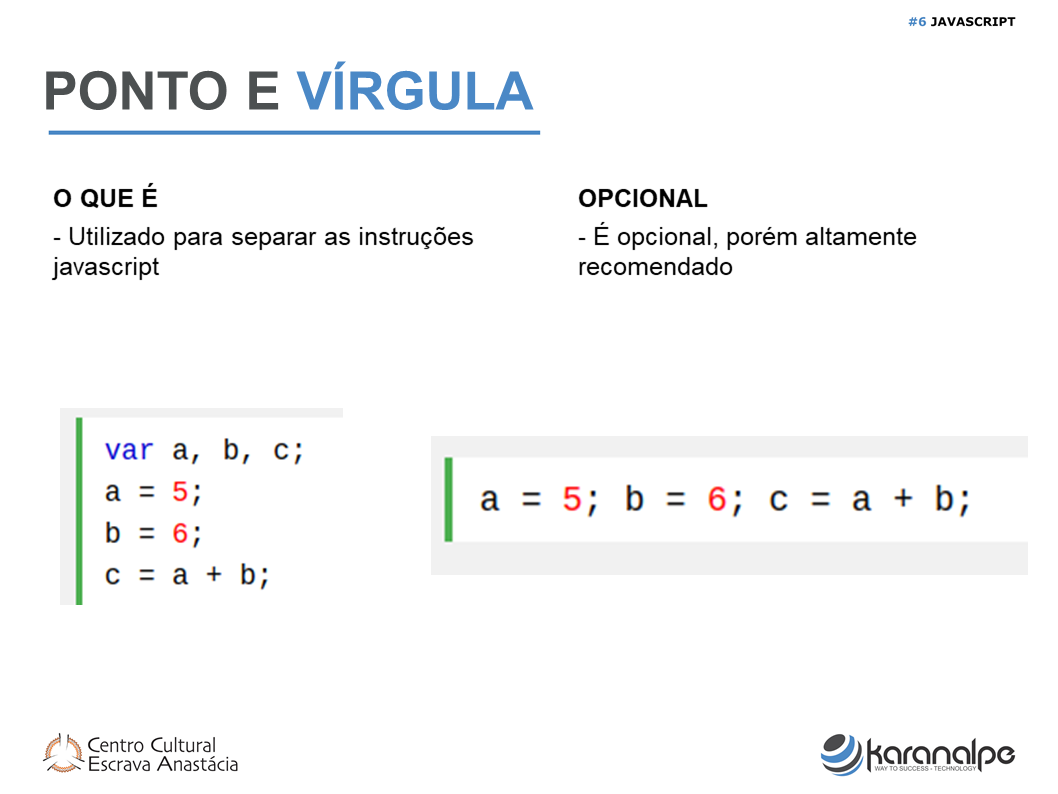 #6 JAVASCRIPT
PONTO E VÍRGULA
O QUE É
- Utilizado para separar as instruções
javascript
OPCIONAL
- É opcional, porém altamente
recomendado
var a, b, c;
a = 5;
b = 6;
c = a + b;
a = 5; b = 6; c = a + b;
Centro Cultural
Escrava Anastácia
karanalpe
WAY TO SUCCESS - TECHNOLOGY